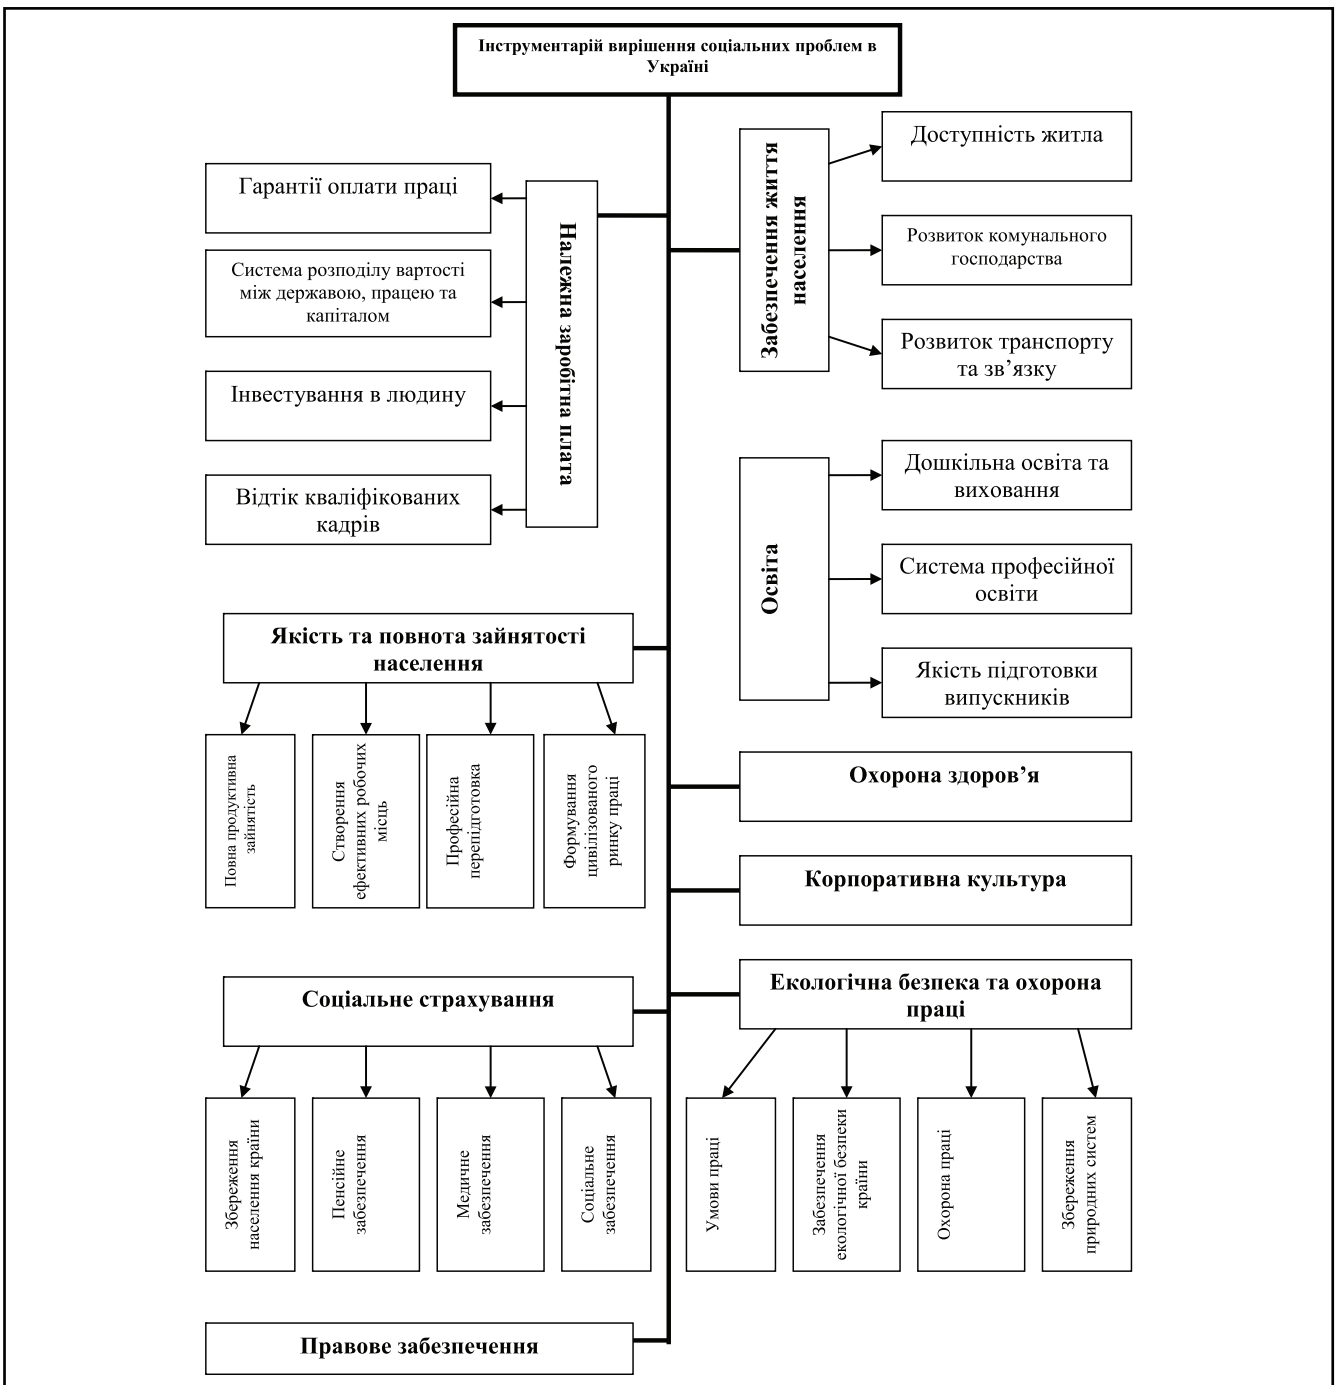 Інструментарій вирішення соціальних проблем в
Україні
Гарантії оплати праці
Система розподілу вартості
між державою, працею та
капіталом
Інвестування в людину
Відтік кваліфікованих
кадрів
Належна заробітна плата
Забезпечення життя
населення
Доступність житла
Розвиток комунального
господарства
Розвиток транспорту
та зв’язку
Освіта
Дошкільна освіта та
виховання
Система професійної
освіти
Якість підготовки
випускників
Якість та повнота зайнятості
населення
Повна продуктивна
зайнятість
Створення
ефективних робочих
місць
Професійна
перепідготовка
Формування
цивілізованого
ринку праці
Охорона здоров’я
Корпоративна культура
Соціальне страхування
Збереження
населення країни
Пенсійне
забезпечення
Медичне
забезпечення
Соціальне
забезпечення
Екологічна безпека та охорона
праці
Умови праці
Забезпечення
екологічної безпеки
країни
Охорона праці
Збереження
природних систем
Правове забезпечення